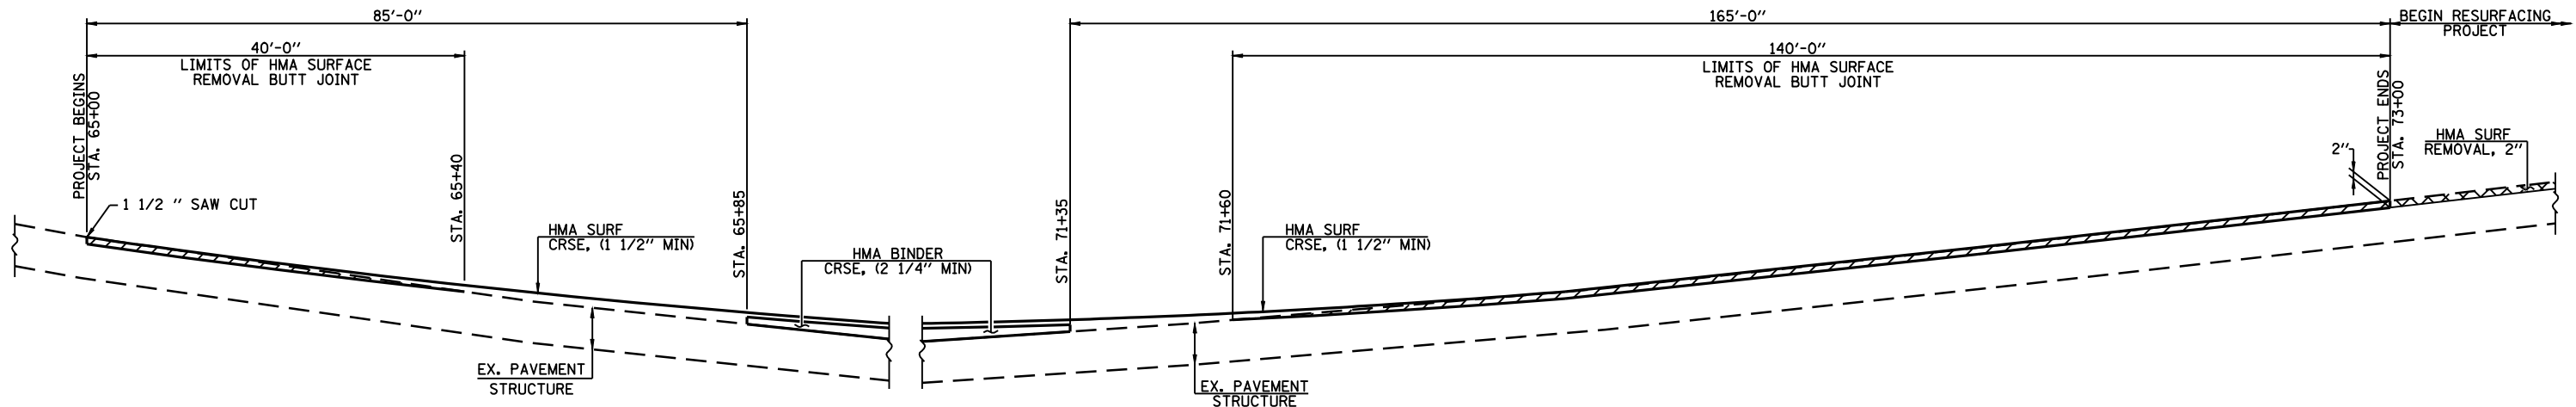 85'-0"
165'-0"
BEGIN RESURFACING
PROJECT
40'-0"
LIMITS OF HMA SURFACE
REMOVAL BUTT JOINT
140'-0"
LIMITS OF HMA SURFACE
REMOVAL BUTT JOINT
PROJECT BEGINS
STA. 65+00
STA. 65+40
STA. 65+85
STA. 71+35
STA. 71+60
PROJECT ENDS
STA. 73+00
2"
HMA SURF
REMOVAL, 2"
1 1/2 " SAW CUT
HMA SURF
CRSE, (1 1/2" MIN)
HMA BINDER
CRSE, (2 1/4" MIN)
HMA SURF
CRSE, (1 1/2" MIN)
EX. PAVEMENT
STRUCTURE
EX. PAVEMENT
STRUCTURE